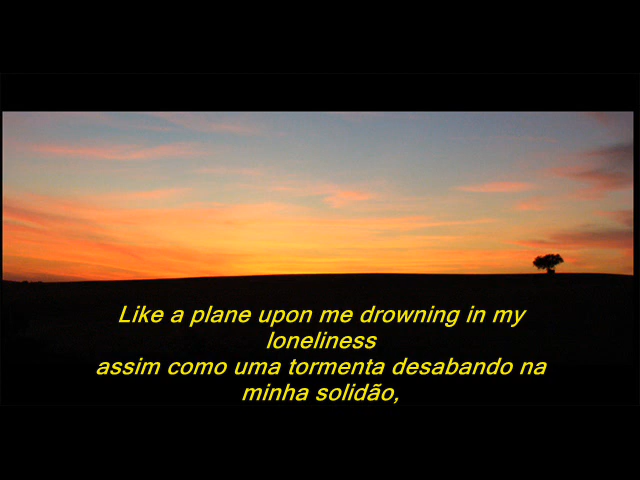 Like a plane upon me drowning in my
loneliness
assim como uma tormenta desabando na
minha solidão,